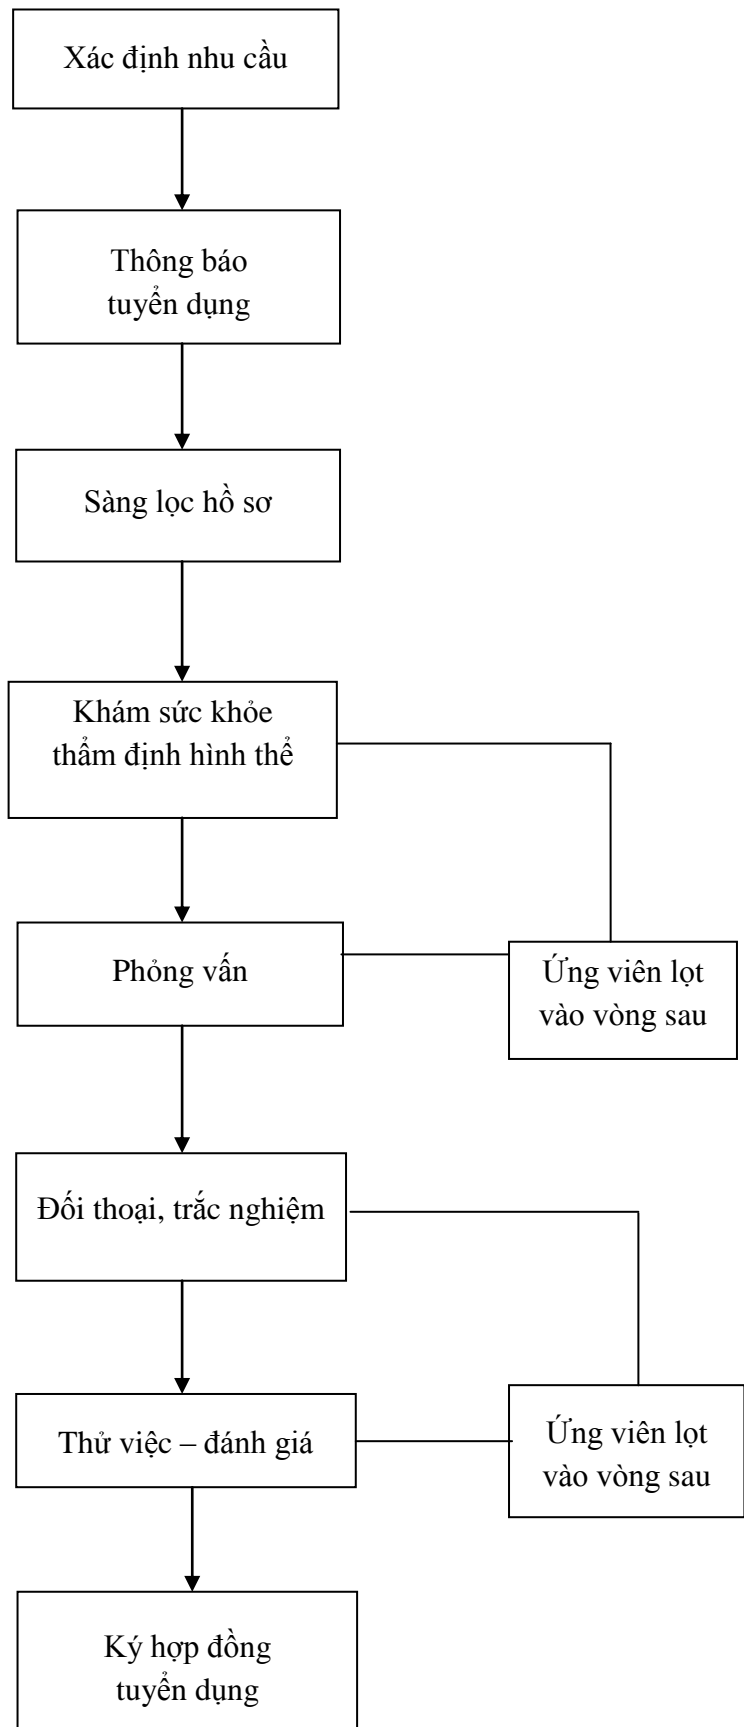 Xác định nhu cầu
Thông báo
tuyển dụng
Sàng lọc hồ sơ
Khám sức khỏe
thẩm định hình thể
Phỏng vấn
Ứng viên lọt
vào vòng sau
Đối thoại, trắc nghiệm
Thử việc – đánh giá
Ứng viên lọt
vào vòng sau
Ký hợp đồng
tuyển dụng